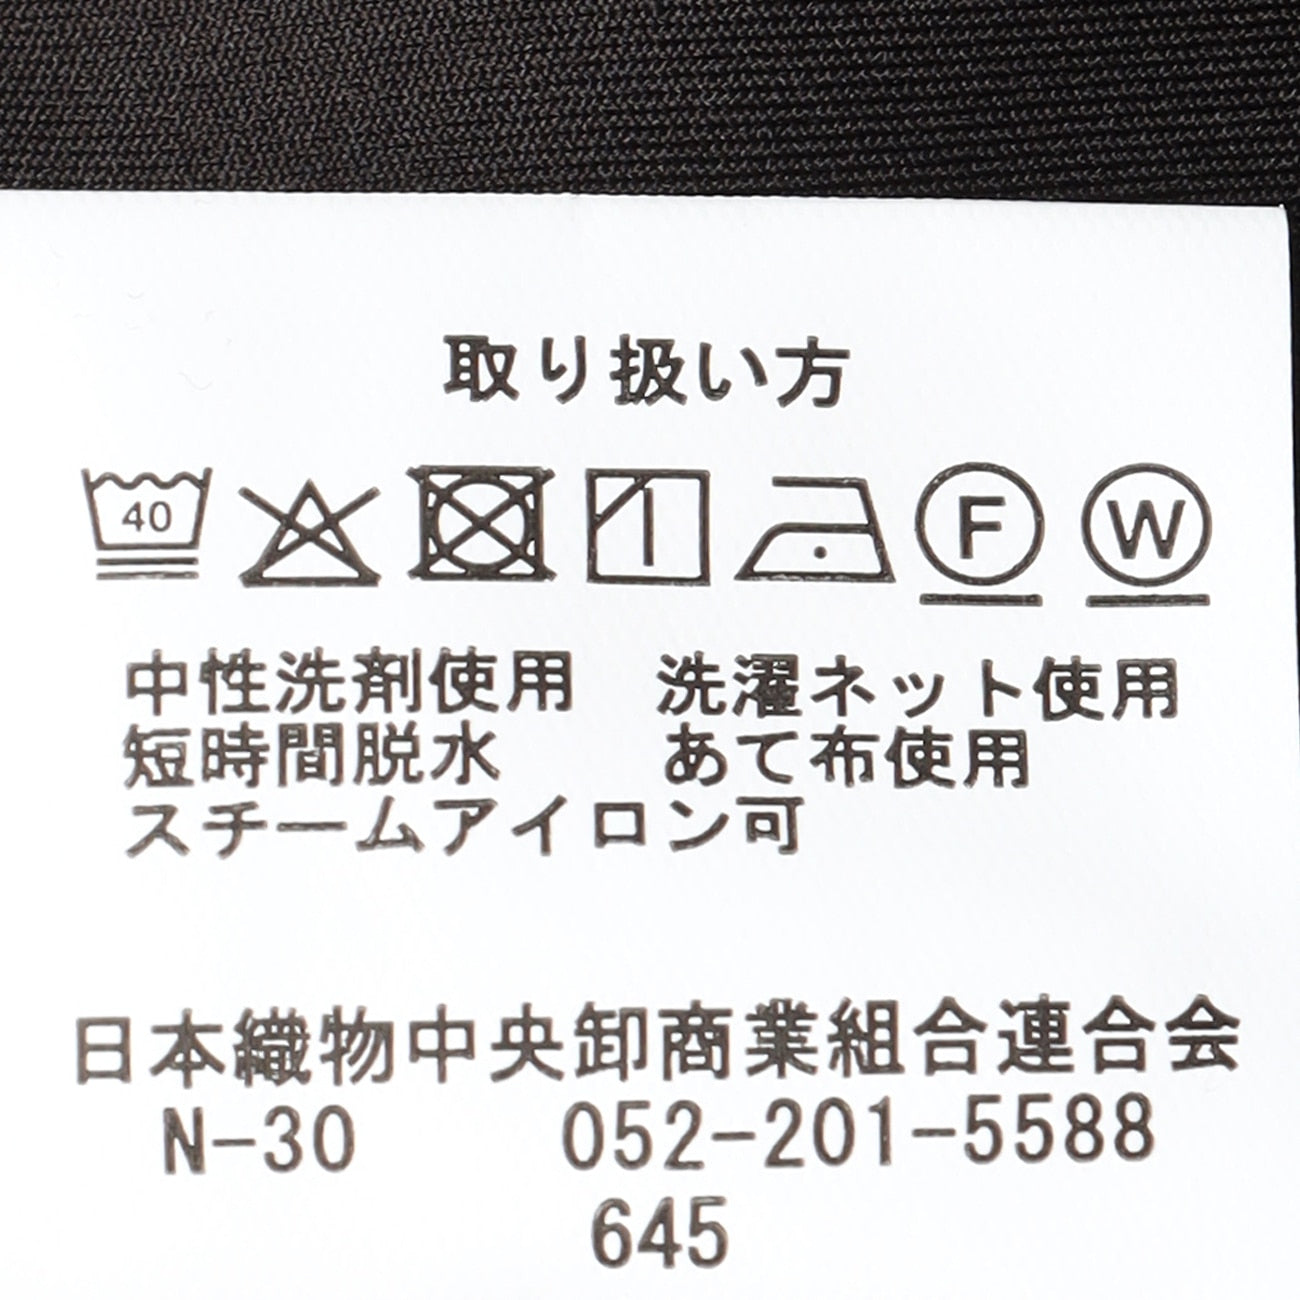 取り扱い方
40 F W
中性洗剤使用 洗濯ネット使用
短時間脱水 あて布使用
スチームアイロン可
日本織物中央卸商業組合連合会
N-30 052-201-5588
645